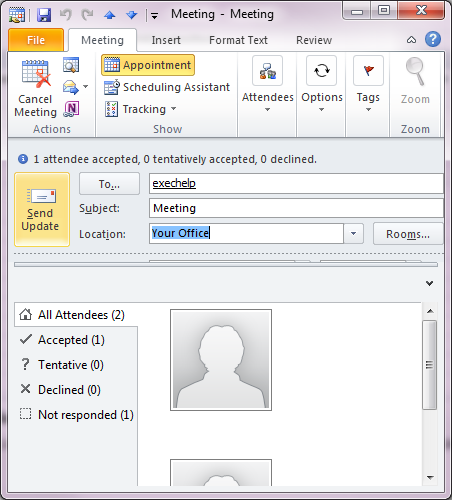 Meeting - Meeting
File Meeting Insert Format Text Review
Cancel Meeting
Actions
Appointment
Scheduling Assistant
Tracking
Show
Attendees
Options
Tags
Zoom
Zoom
1 attendee accepted, 0 tentatively accepted, 0 declined.
Send Update
To... exechelp
Subject: Meeting
Location: Your Office Rooms...
All Attendees (2)
Accepted (1)
Tentative (0)
Declined (0)
Not responded (1)